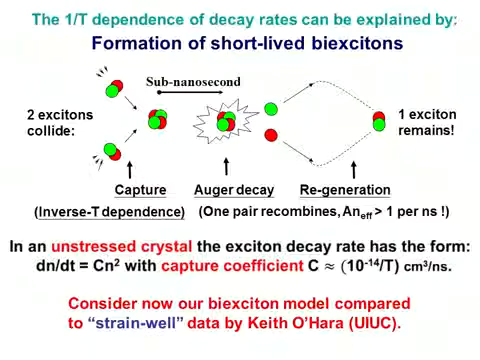 The 1/T dependence of decay rates can be explained by:
Formation of short-lived biexcitons
Sub-nanosecond
2 excitons
collide:
1 exciton
remains!
Capture Auger decay Re-generation
(Inverse-T dependence) (One pair recombines, An_eff > 1 per ns !)
In an unstressed crystal the exciton decay rate has the form:
dn/dt = Cn² with capture coefficient C ≈ (10⁻¹⁴/T) cm³/ns.
Consider now our biexciton model compared
to “strain-well” data by Keith O’Hara (UIUC).